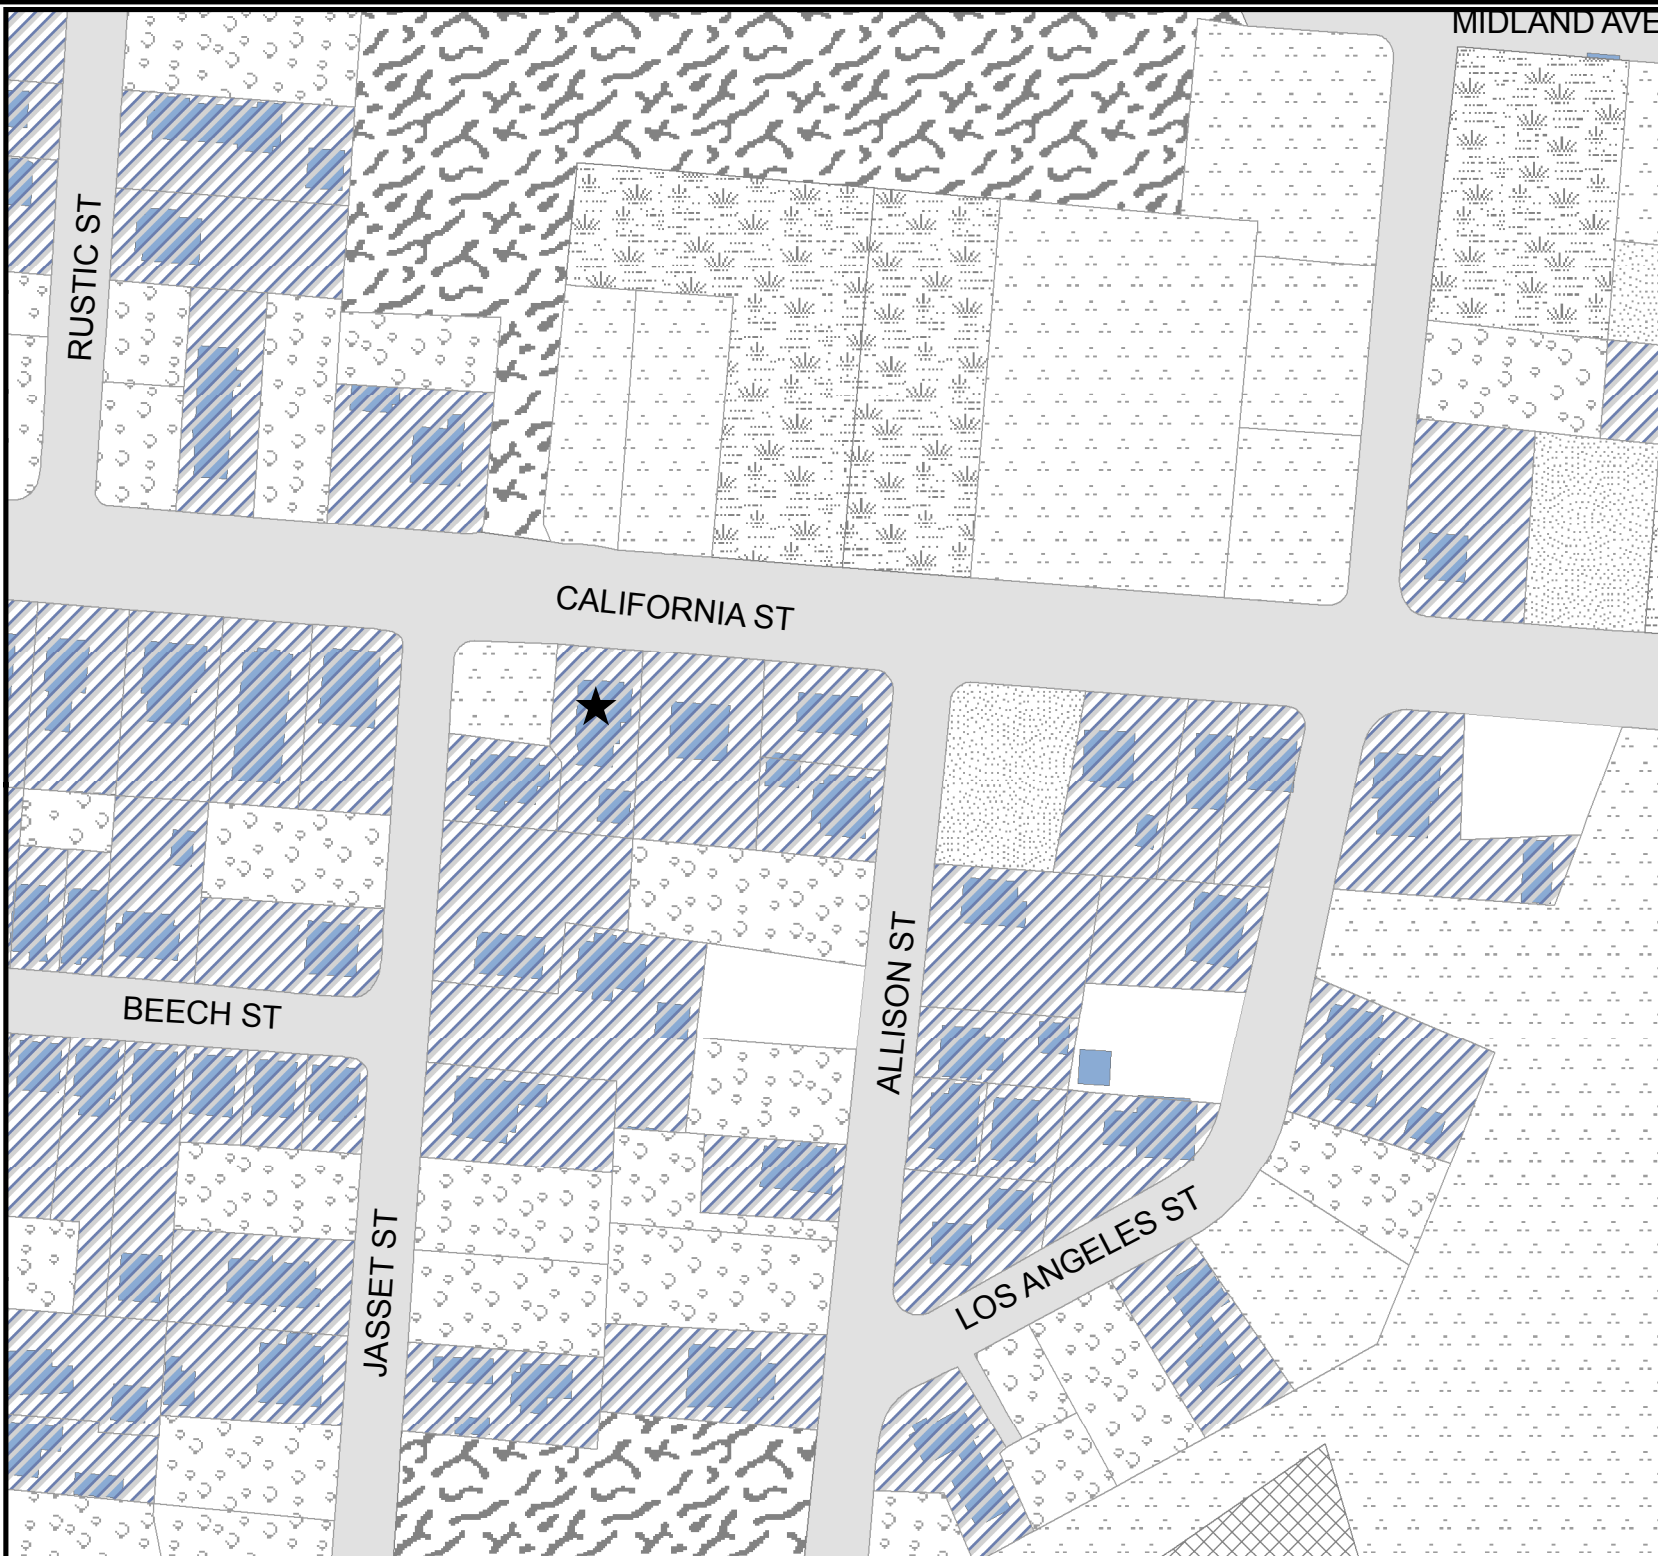 MIDLAND AVE
RUSTIC ST
CALIFORNIA ST
ALLISON ST
BEECH ST
JASSET ST
LOS ANGELES ST